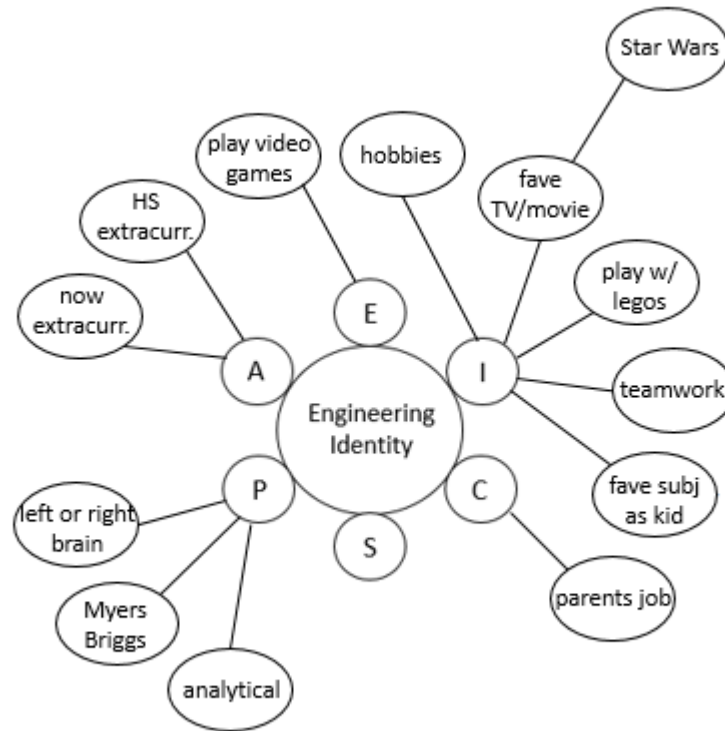 Star Wars
play video
games
hobbies
fave
TV/movie
HS
extracurr.
play w/
legos
now
extracurr.
E
A
I
teamwork
Engineering
Identity
P
C
fave subj
as kid
left or right
brain
S
parents job
Myers
Briggs
analytical